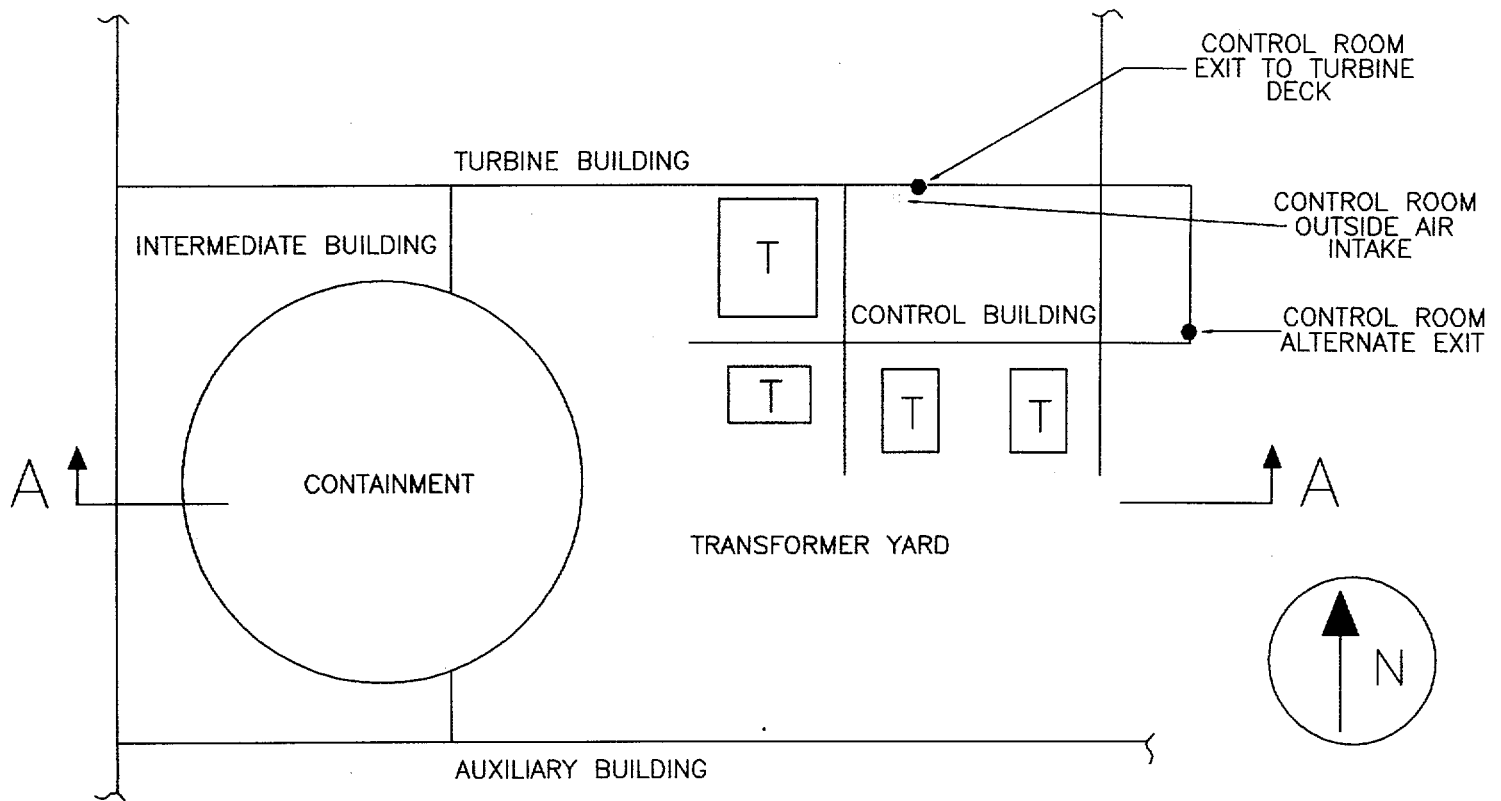 CONTROL ROOM
EXIT TO TURBINE
DECK
TURBINE BUILDING
CONTROL ROOM
OUTSIDE AIR
INTAKE
INTERMEDIATE BUILDING
T
CONTROL BUILDING
CONTROL ROOM
ALTERNATE EXIT
T
T
T
A
CONTAINMENT
A
TRANSFORMER YARD
N
AUXILIARY BUILDING